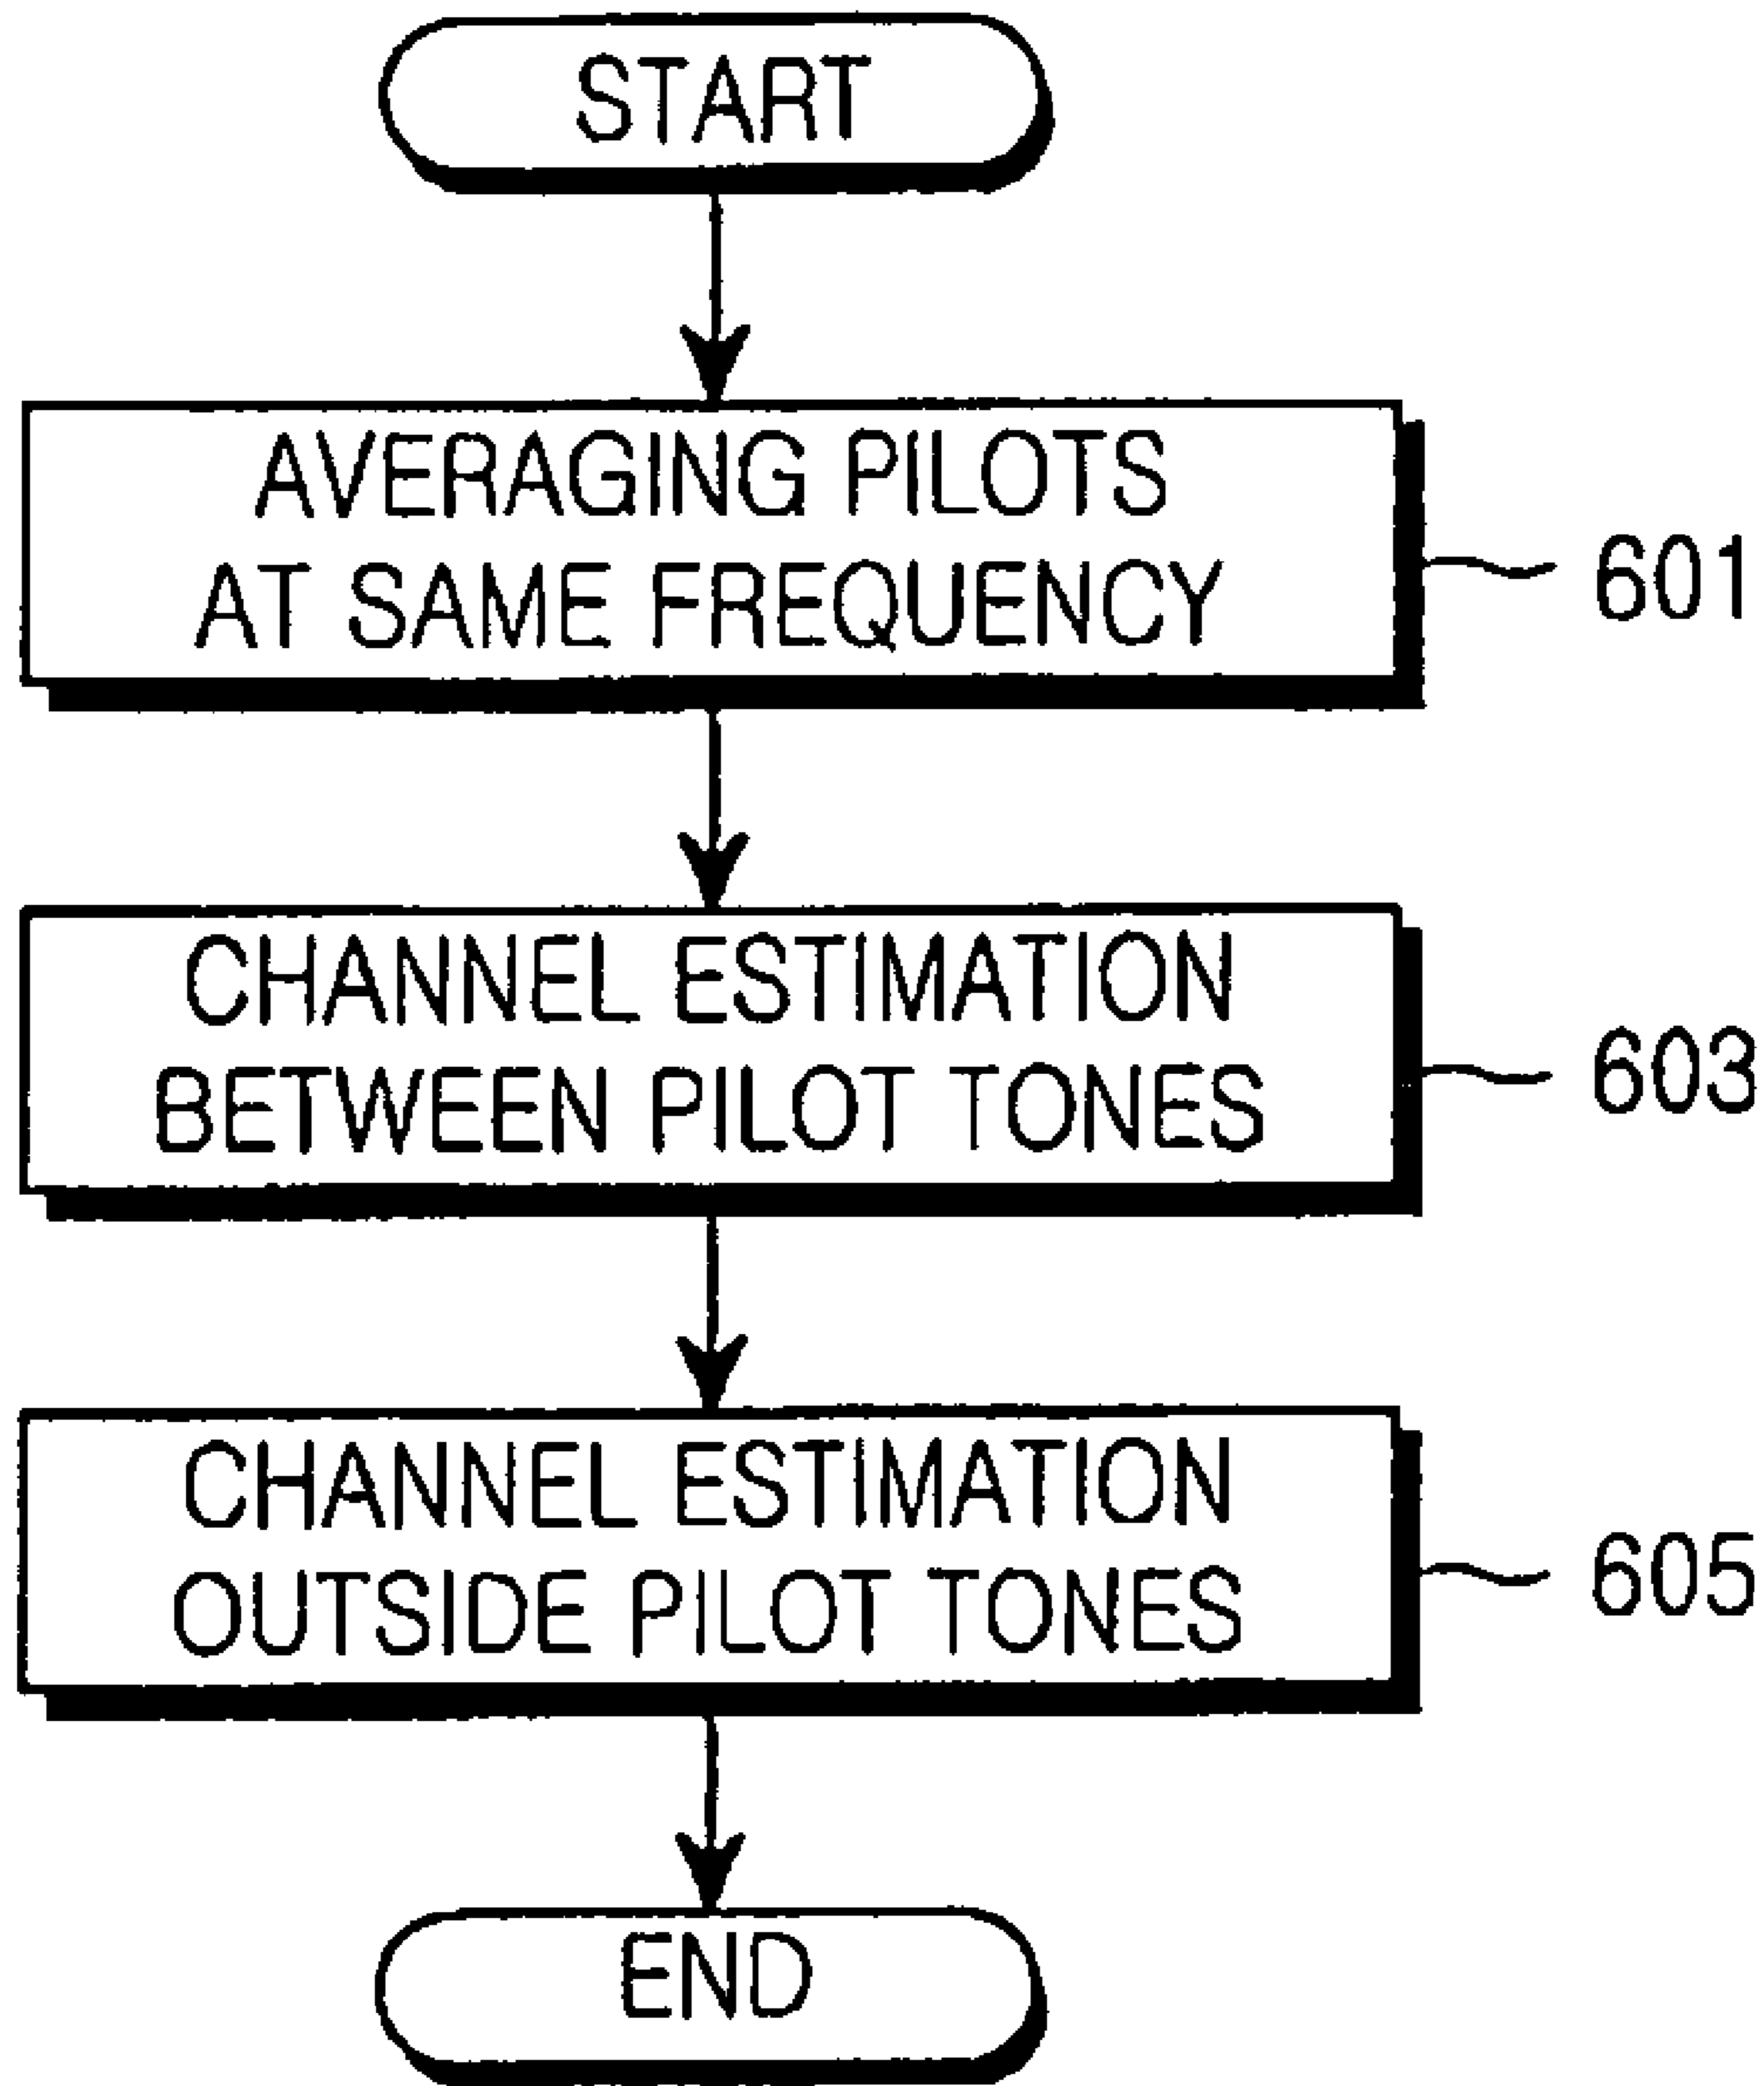 START
AVERAGING PILOTS
AT SAME FREQUENCY
601
CHANNEL ESTIMATION
BETWEEN PILOT TONES
603
CHANNEL ESTIMATION
OUTSIDE PILOT TONES
605
END